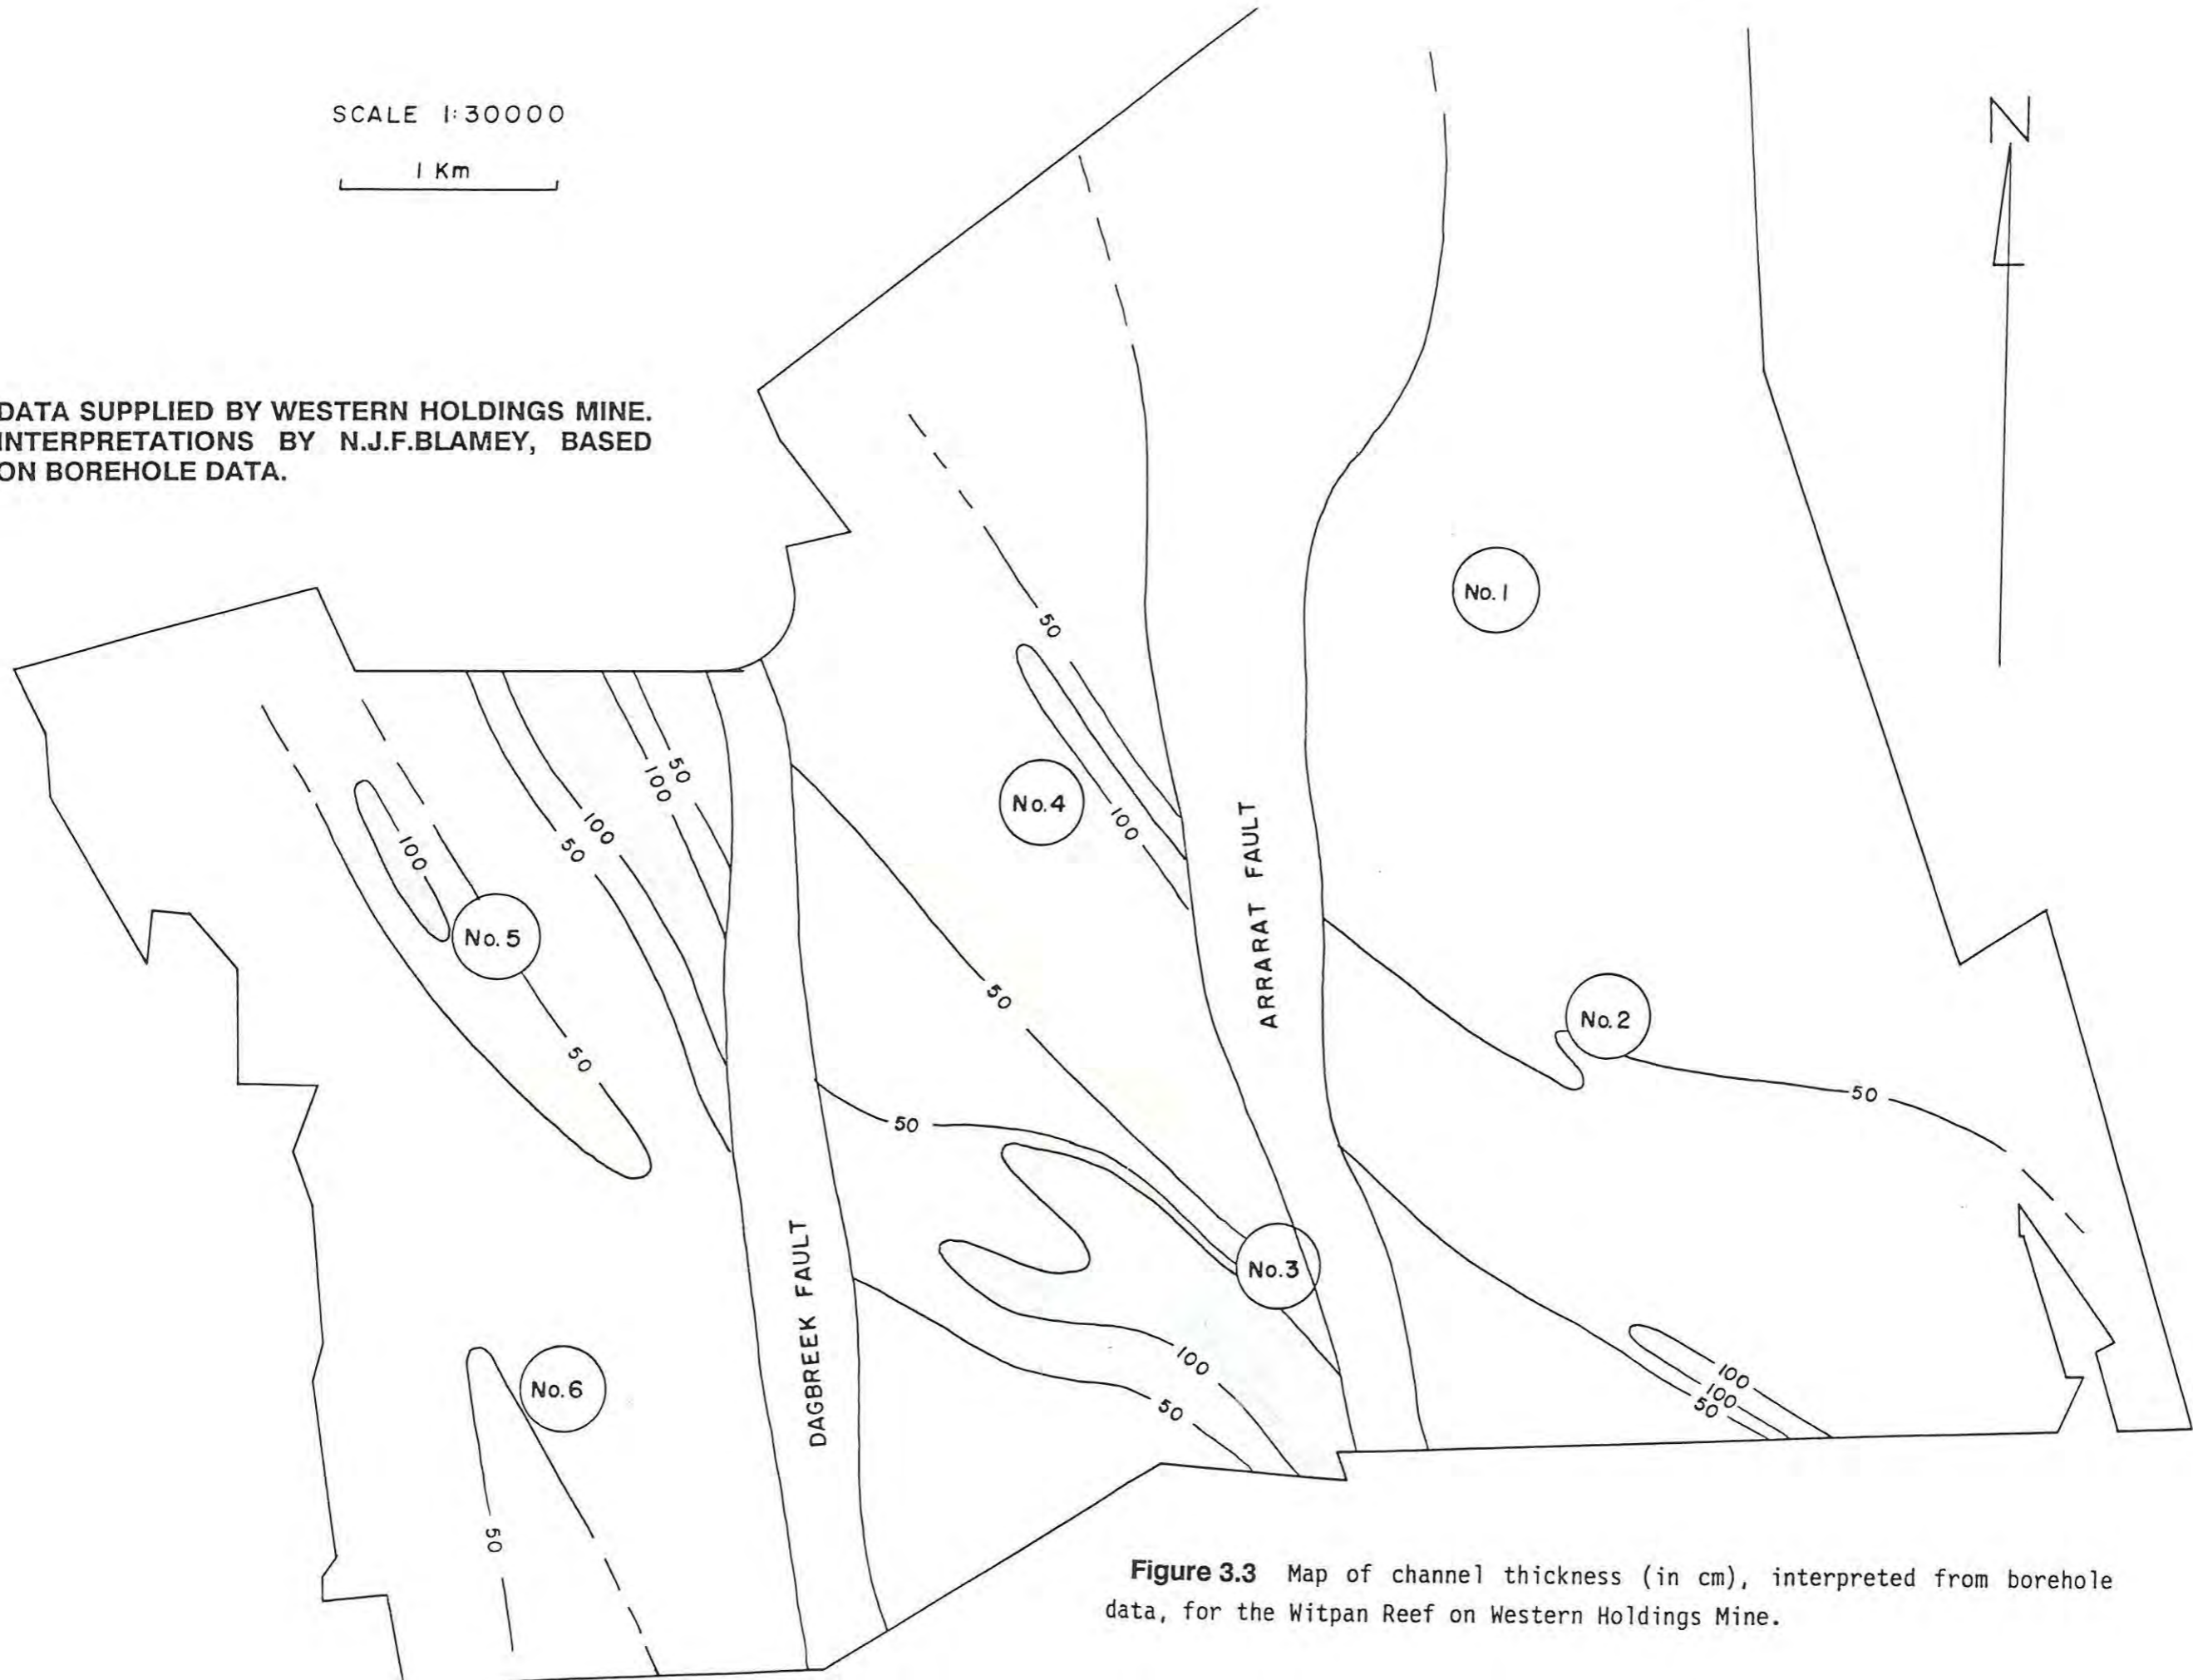 SCALE 1:30000
1 Km
N
DATA SUPPLIED BY WESTERN HOLDINGS MINE.
INTERPRETATIONS BY N.J.F.BLAMEY, BASED
ON BOREHOLE DATA.
No.1
50
50
100
100
50
No.4
100
100
50
No.5
ARRARAT FAULT
50
No.2
50
50
50
No.3
DAGBREEK FAULT
100
100
100
50
50
No.6
50
Figure 3.3 Map of channel thickness (in cm), interpreted from borehole
data, for the Witpan Reef on Western Holdings Mine.